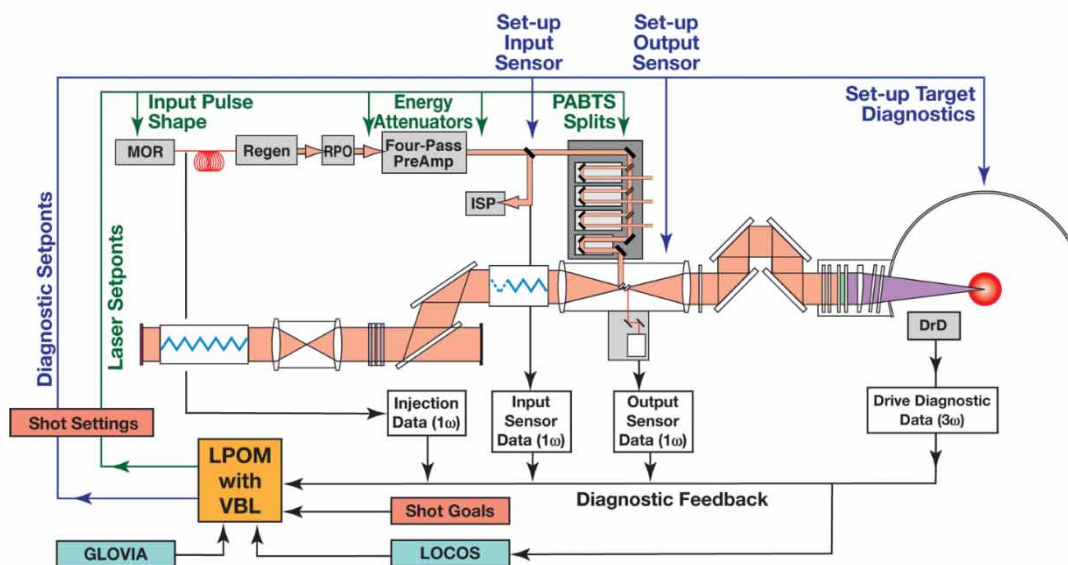 Set-up
Input
Sensor
Set-up
Output
Sensor
Input Pulse
Shape
Energy
Attenuators
PABTS
Splits
Set-up Target
Diagnostics
MOR
Regen
RPO
Four-Pass
PreAmp
ISP
Diagnostic Setponts
Laser Setponts
DrD
Injection
Data (1ω)
Input
Sensor
Data (1ω)
Output
Sensor
Data (1ω)
Drive Diagnostic
Data (3ω)
Shot Settings
LPOM
with
VBL
Diagnostic Feedback
Shot Goals
GLOVIA
LOCOS